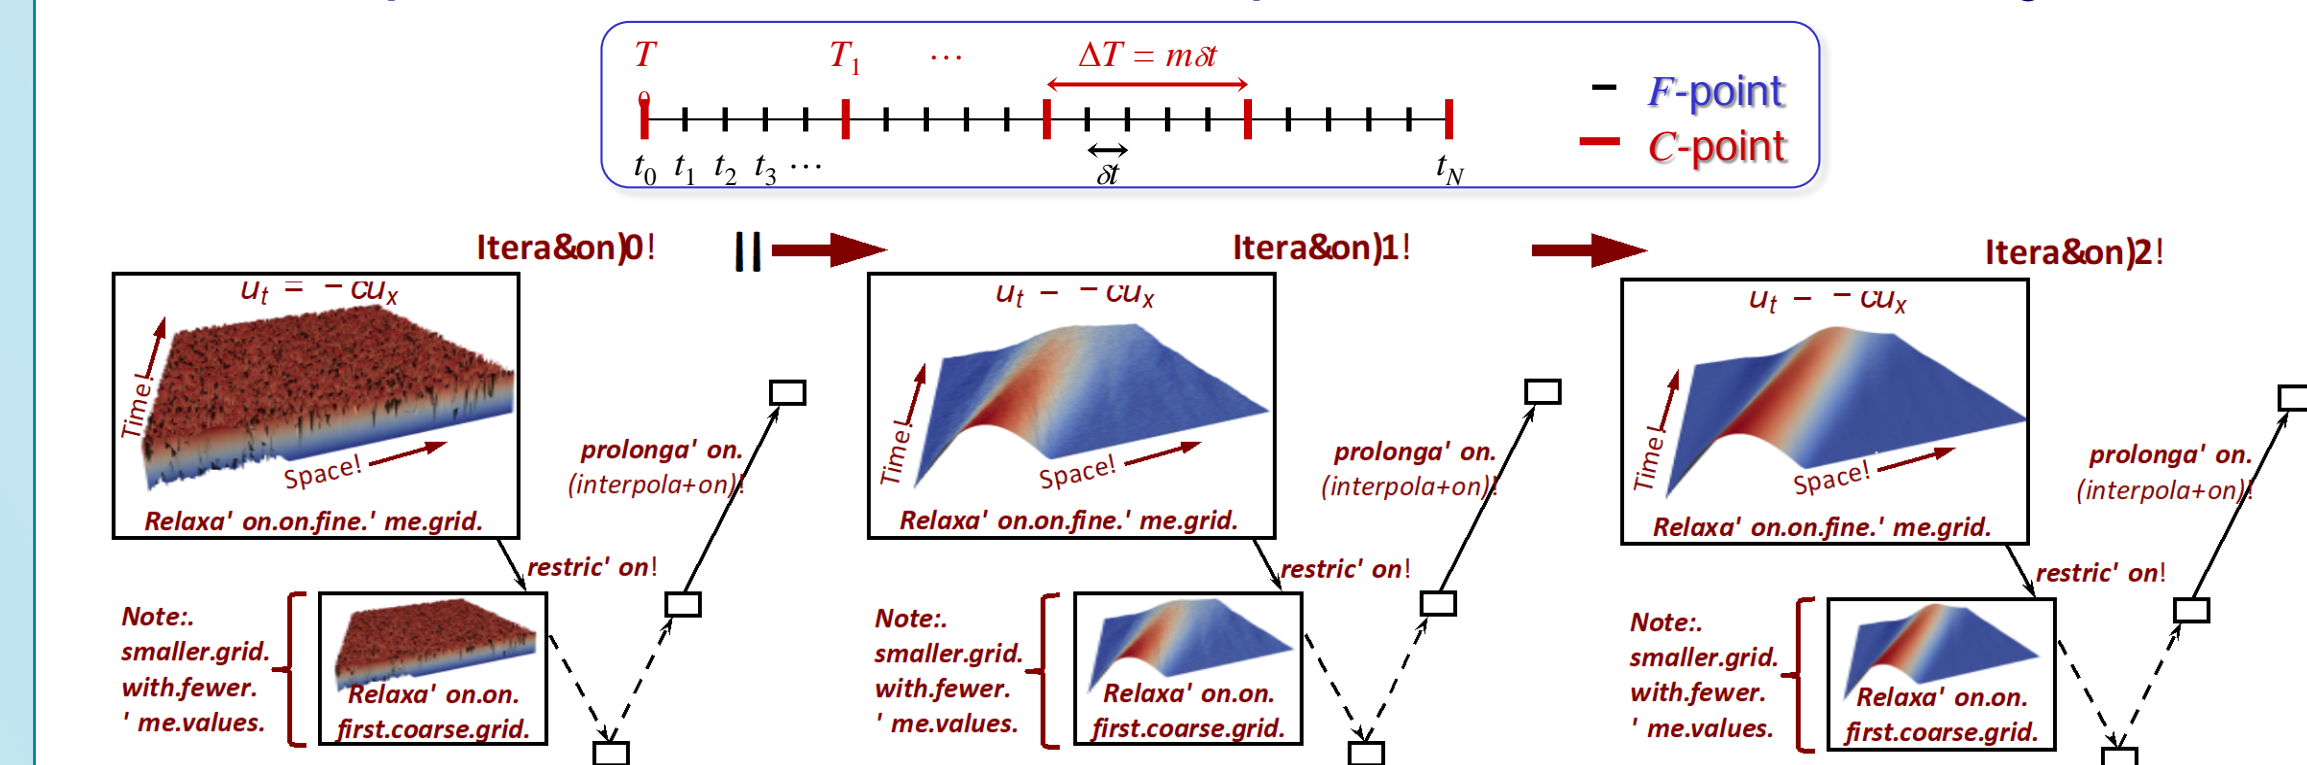 T T1 ⋯ ΔT = mδt
0
F-point
C-point
t0 t1 t2 t3 ⋯ δt tN
Itera&on)0! || Itera&on)1! Itera&on)2!
ut = − cux
Time!
Space!
Relaxa' on.on.fine.' me.grid.
prolonga' on.
(interpola+on)!
restric' on!
Note:.
smaller.grid.
with.fewer.
' me.values.
Relaxa' on.on.
first.coarse.grid.
ut − − cux
Time!
Space!
Relaxa' on.on.fine.' me.grid.
prolonga' on.
(interpola+on)!
restric' on!
Note:.
smaller.grid.
with.fewer.
' me.values.
Relaxa' on.on.
first.coarse.grid.
ut − − cux
Time!
Space!
Relaxa' on.on.fine.' me.grid.
prolonga' on.
(interpola+on)!
restric' on!
Note:.
smaller.grid.
with.fewer.
' me.values.
Relaxa' on.on.
first.coarse.grid.